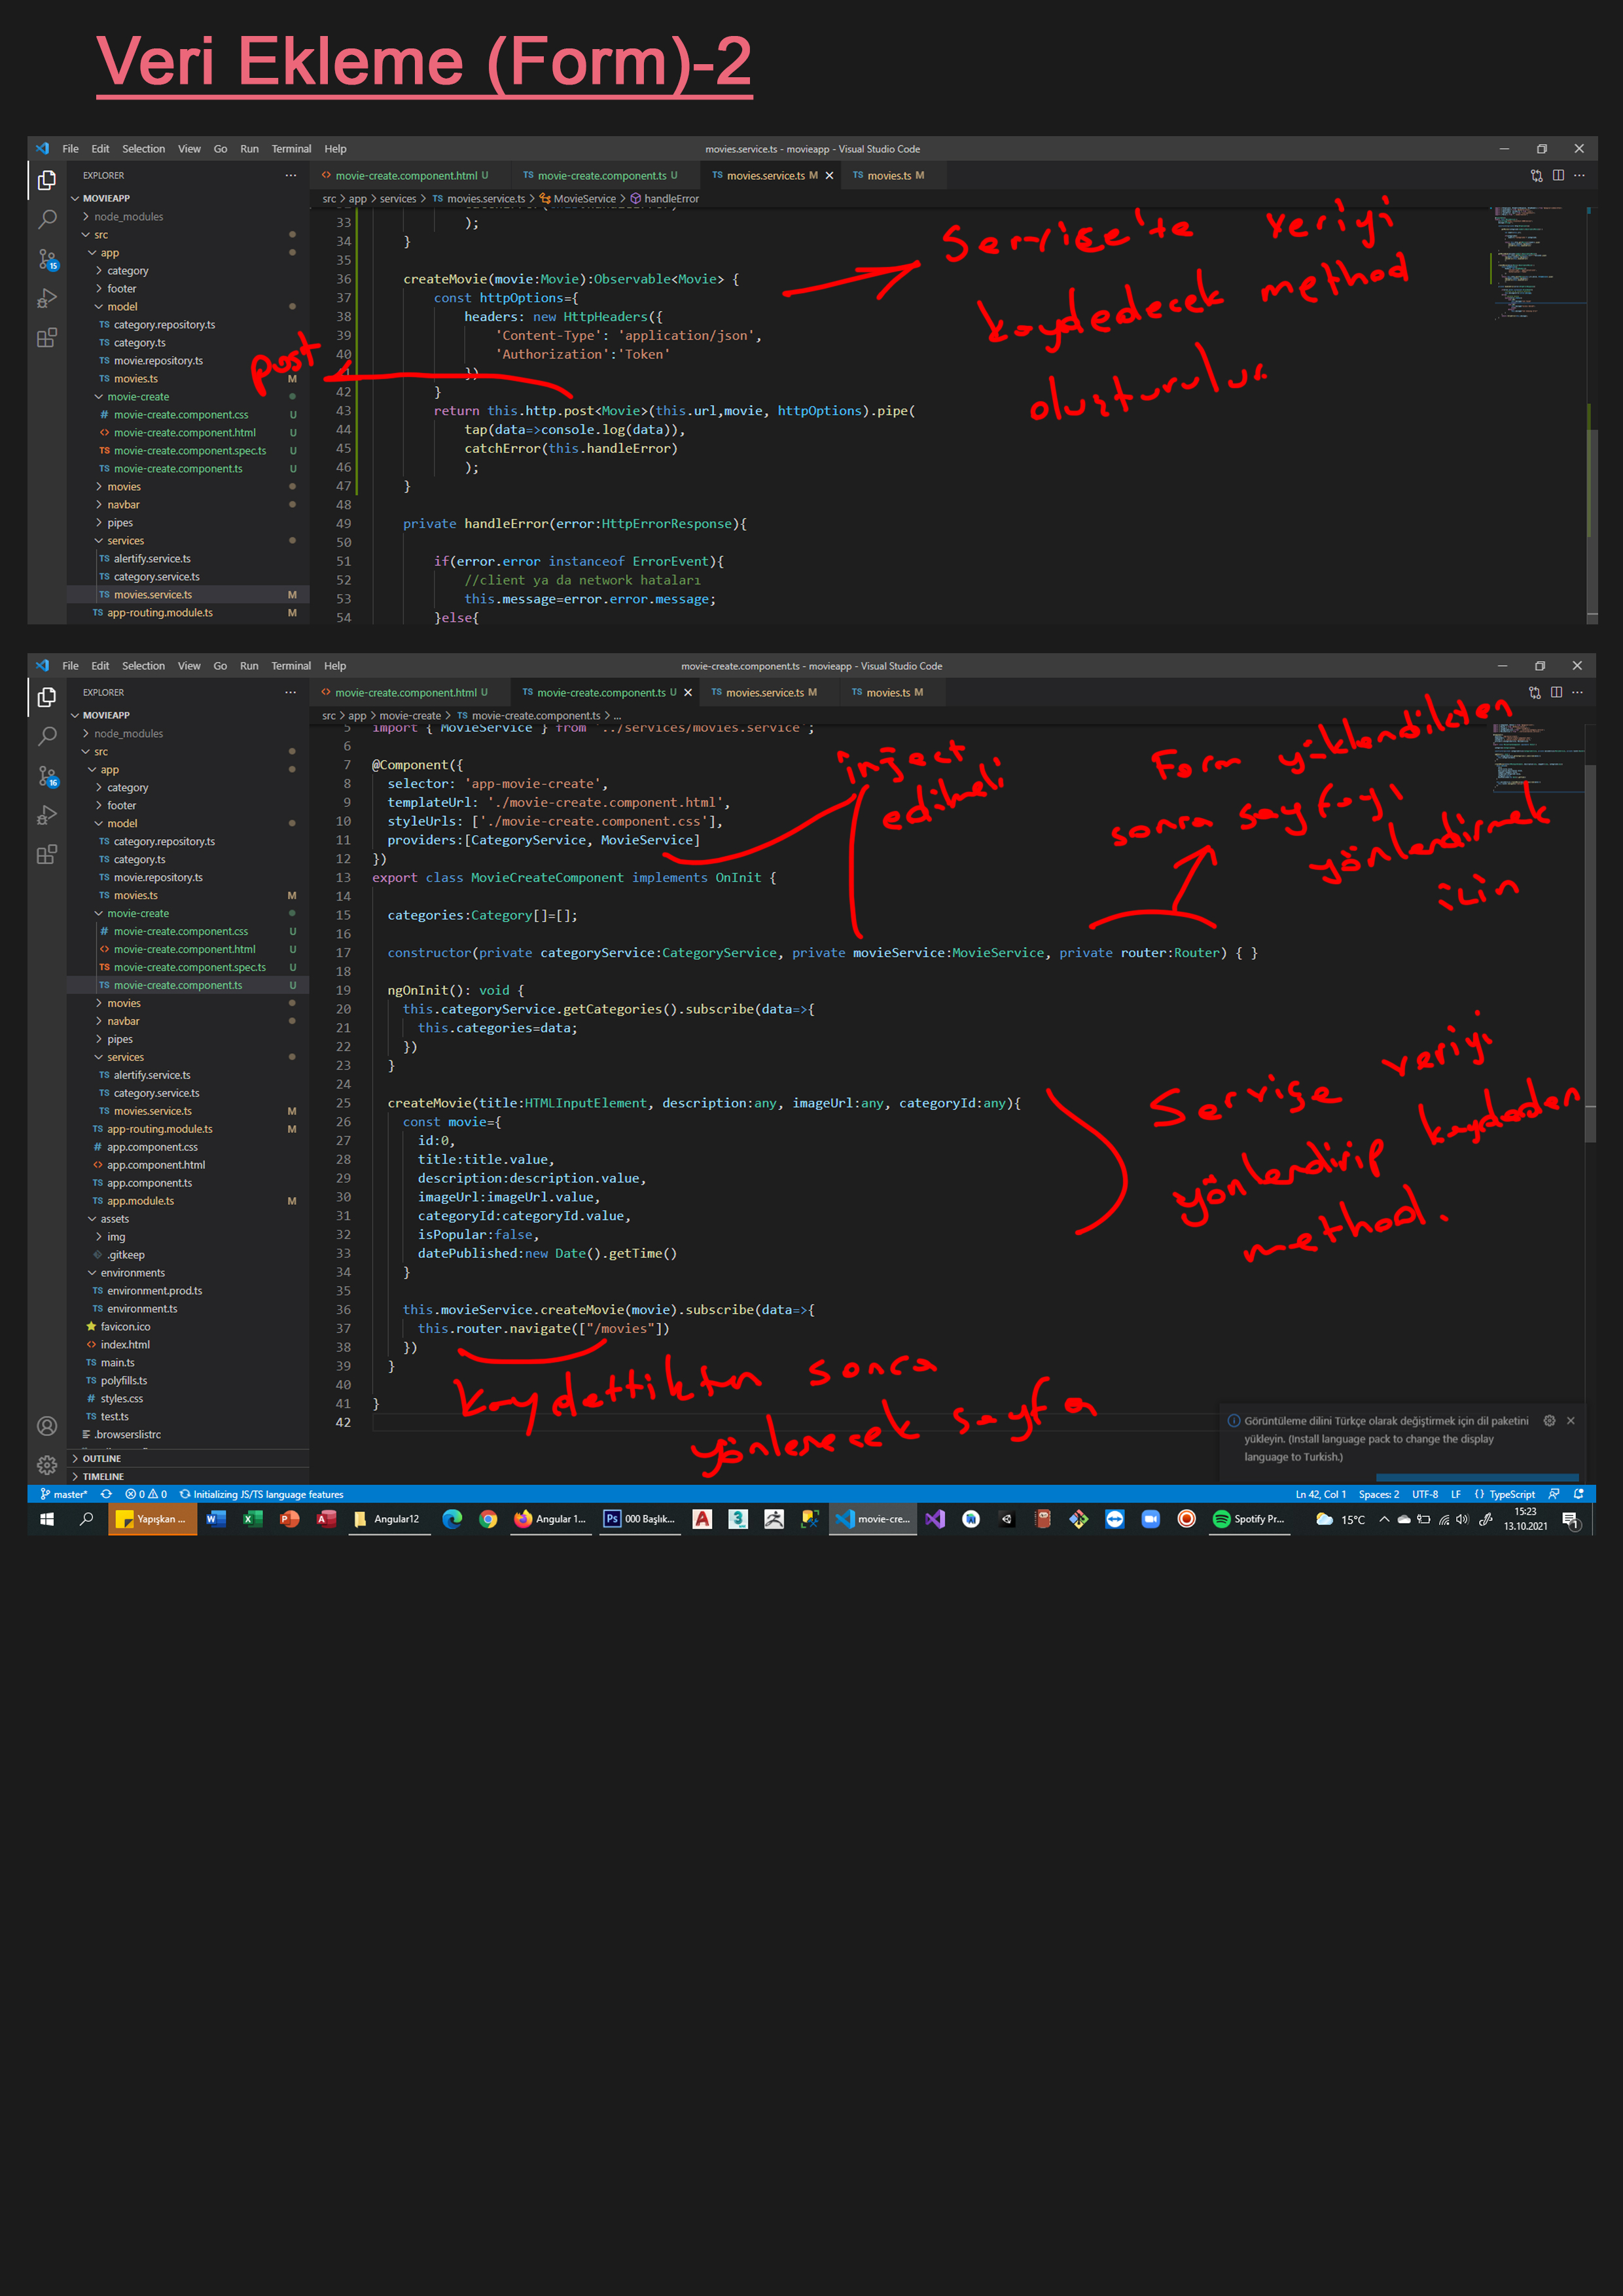 Veri Ekleme (Form)-2
File Edit Selection View Go Run Terminal Help
movies.service.ts - movieapp - Visual Studio Code
EXPLORER
movie-create.component.html U
movie-create.component.ts U
movies.service.ts M
movies.ts M
src > app > services > movies.service.ts > MovieService > handleError
MOVIEAPP
node_modules
src
app
category
footer
model
category.repository.ts
category.ts
movie.repository.ts
movies.ts M
movie-create
movie-create.component.css U
movie-create.component.html U
movie-create.component.spec.ts U
movie-create.component.ts U
movies
navbar
pipes
services
alertify.service.ts
category.service.ts
movies.service.ts M
app-routing.module.ts M
15
33 );
34 }
35
36 createMovie(movie:Movie):Observable<Movie> {
37 const httpOptions={
38 headers: new HttpHeaders({
39 'Content-Type': 'application/json',
40 'Authorization':'Token'
41 })
42 }
43 return this.http.post<Movie>(this.url,movie, httpOptions).pipe(
44 tap(data=>console.log(data)),
45 catchError(this.handleError)
46 );
47 }
48
49 private handleError(error:HttpErrorResponse){
50
51 if(error.error instanceof ErrorEvent){
52 //client ya da network hataları
53 this.message=error.error.message;
54 }else{
post
Service'te veriyi
kaydedecek method
oluşturulur.
File Edit Selection View Go Run Terminal Help
movie-create.component.ts - movieapp - Visual Studio Code
EXPLORER
movie-create.component.html U
movie-create.component.ts U
movies.service.ts M
movies.ts M
src > app > movie-create > movie-create.component.ts > ...
MOVIEAPP
node_modules
src
app
category
footer
model
category.repository.ts
category.ts
movie.repository.ts
movies.ts M
movie-create
movie-create.component.css U
movie-create.component.html U
movie-create.component.spec.ts U
movie-create.component.ts U
movies
navbar
pipes
services
alertify.service.ts
category.service.ts
movies.service.ts M
app-routing.module.ts M
app.component.css
app.component.html
app.component.ts
app.module.ts M
assets
img
.gitkeep
environments
environment.prod.ts
environment.ts
favicon.ico
index.html
main.ts
polyfills.ts
styles.css
test.ts
.browserslistrc
OUTLINE
TIMELINE
16
5 import { MovieService } from '../services/movies.service';
6
7 @Component({
8 selector: 'app-movie-create',
9 templateUrl: './movie-create.component.html',
10 styleUrls: ['./movie-create.component.css'],
11 providers:[CategoryService, MovieService]
12 })
13 export class MovieCreateComponent implements OnInit {
14
15 categories:Category[]=[];
16
17 constructor(private categoryService:CategoryService, private movieService:MovieService, private router:Router) { }
18
19 ngOnInit(): void {
20 this.categoryService.getCategories().subscribe(data=>{
21 this.categories=data;
22 })
23 }
24
25 createMovie(title:HTMLInputElement, description:any, imageUrl:any, categoryId:any){
26 const movie={
27 id:0,
28 title:title.value,
29 description:description.value,
30 imageUrl:imageUrl.value,
31 categoryId:categoryId.value,
32 isPopular:false,
33 datePublished:new Date().getTime()
34 }
35
36 this.movieService.createMovie(movie).subscribe(data=>{
37 this.router.navigate(["/movies"])
38 })
39 }
40
41 }
42
inject
edilmeli
Form yüklendikten
sonra sayfayı
yönlendirmek
için
Servişe veriyi
yönlendirip kaydeden
method.
kaydettikten sonra
yönlenecek sayfa
Görüntüleme dilini Türkçe olarak değiştirmek için dil paketini
yükleyin. (Install language pack to change the display
language to Turkish.)
master* 0 0 Initializing JS/TS language features
Ln 42, Col 1 Spaces: 2 UTF-8 LF {} TypeScript
Yapışkan ...
Angular12
Angular 1...
000 Başlık...
movie-cre...
Spotify Pr...
15°C
15:23
13.10.2021
1